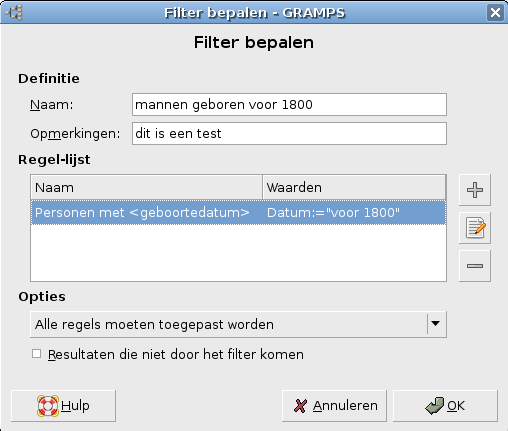 Filter bepalen - GRAMPS
Filter bepalen
Definitie
Naam: mannen geboren voor 1800
Opmerkingen: dit is een test
Regel-lijst
Naam Waarden
Personen met <geboortedatum> Datum:="voor 1800"
Opties
Alle regels moeten toegepast worden
Resultaten die niet door het filter komen
Hulp Annuleren OK